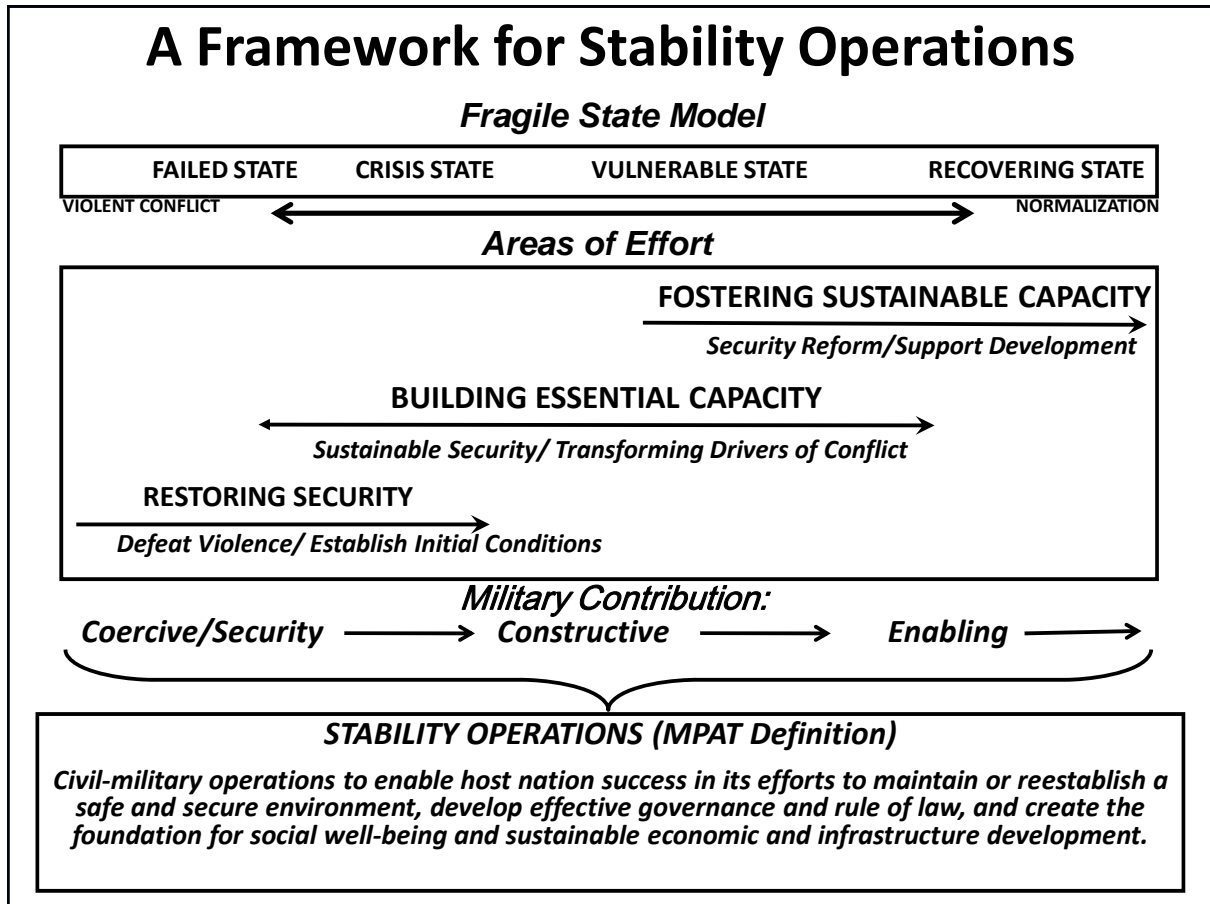 A Framework for Stability Operations
Fragile State Model
FAILED STATE CRISIS STATE VULNERABLE STATE RECOVERING STATE
VIOLENT CONFLICT NORMALIZATION
Areas of Effort
FOSTERING SUSTAINABLE CAPACITY
Security Reform/Support Development
BUILDING ESSENTIAL CAPACITY
Sustainable Security/ Transforming Drivers of Conflict
RESTORING SECURITY
Defeat Violence/ Establish Initial Conditions
Military Contribution:
Coercive/Security Constructive Enabling
STABILITY OPERATIONS (MPAT Definition)
Civil-military operations to enable host nation success in its efforts to maintain or reestablish a
safe and secure environment, develop effective governance and rule of law, and create the
foundation for social well-being and sustainable economic and infrastructure development.